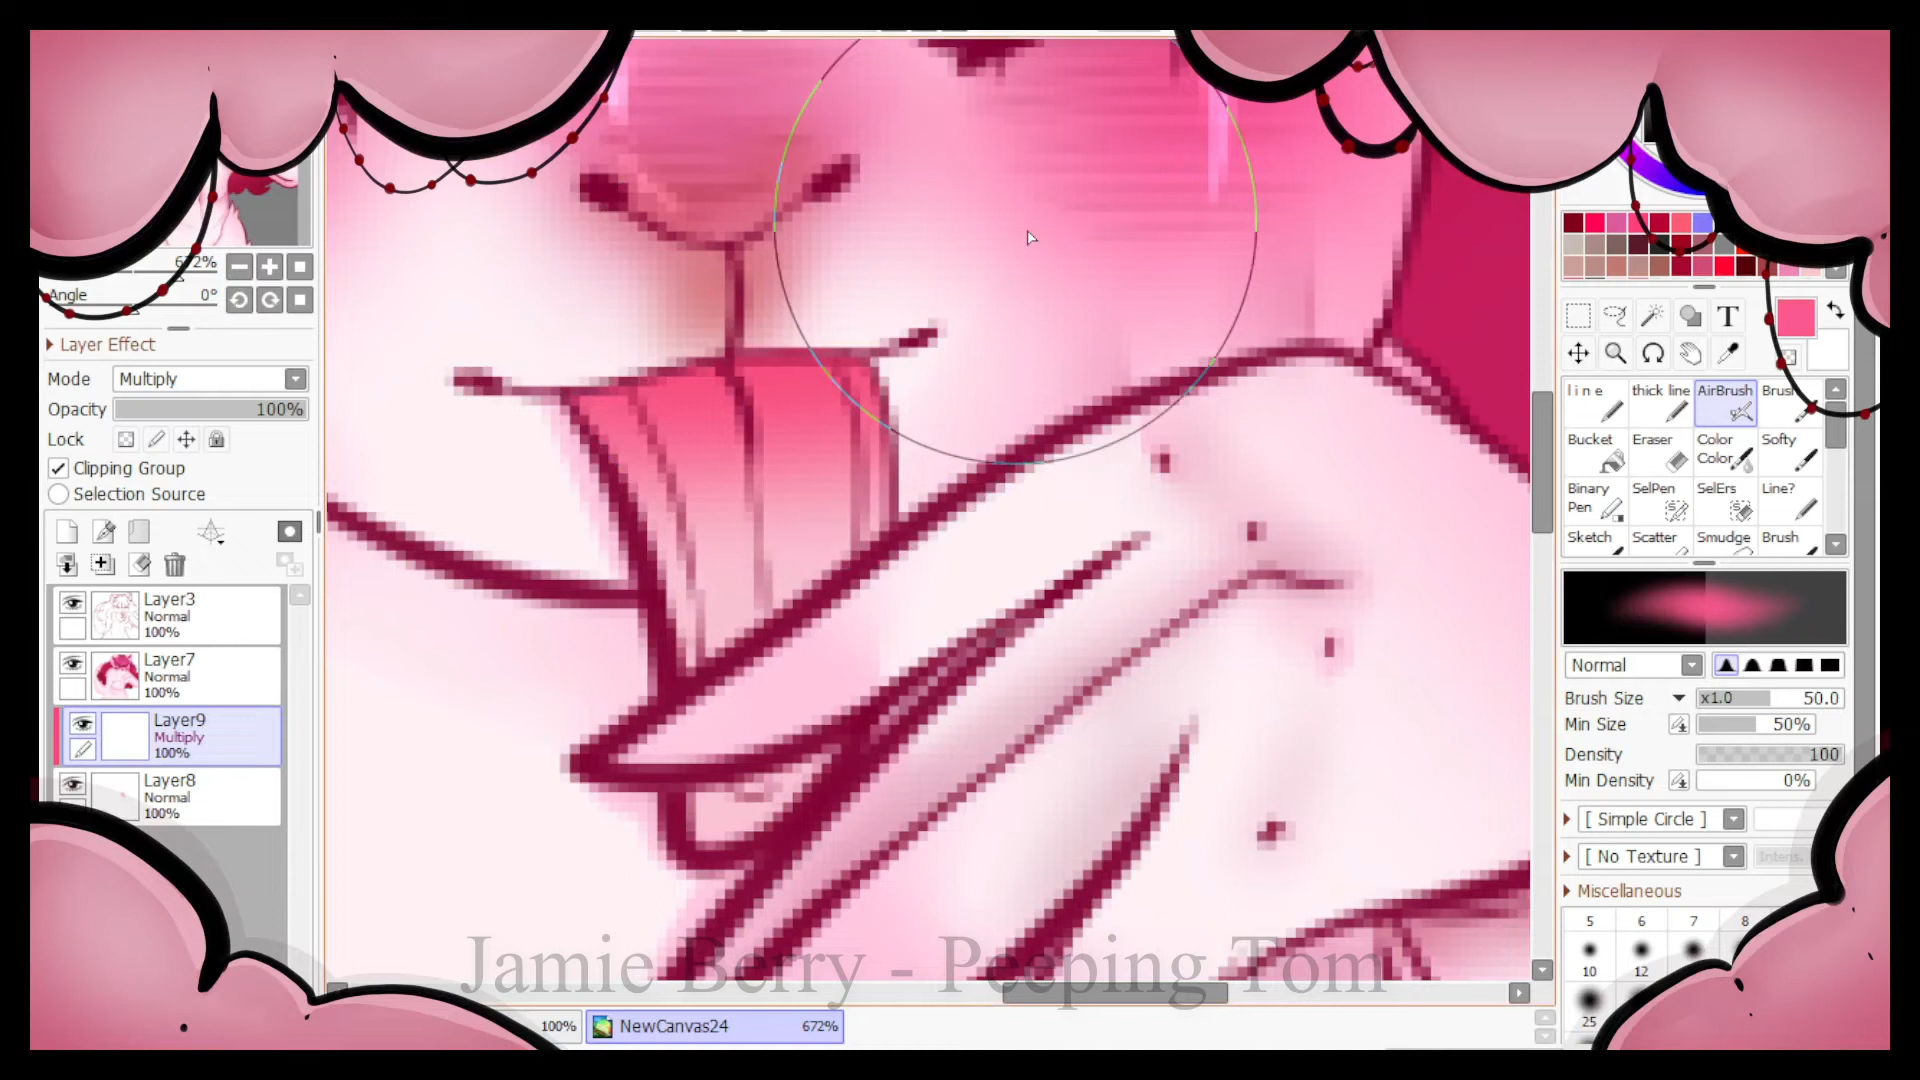 672%
Angle 0°
Layer Effect
Mode Multiply
Opacity 100%
Lock
Clipping Group
Selection Source
Layer3
Normal
100%
Layer7
Normal
100%
Layer9
Multiply
100%
Layer8
Normal
100%
100% NewCanvas24 672%
Jamie Berry - Peeping Tom
T
line thick line AirBrush Brush
Bucket Eraser Color Softy
Color
Binary SelPen SelErs Line?
Pen
Sketch Scatter Smudge Brush
Normal
Brush Size x1.0 50.0
Min Size 50%
Density 100
Min Density 0%
[ Simple Circle ]
[ No Texture ] Intens.
Miscellaneous
5 6 7 8
10 12
25